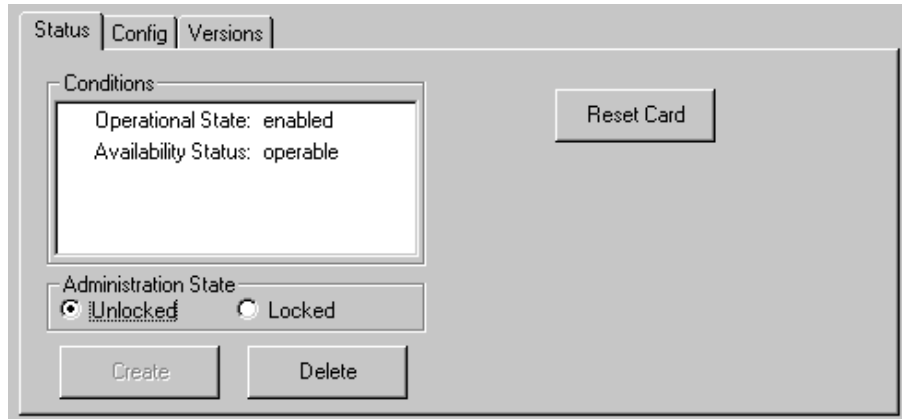 Status Config Versions
Conditions
Operational State: enabled
Availability Status: operable
Reset Card
Administration State
Unlocked Locked
Create Delete